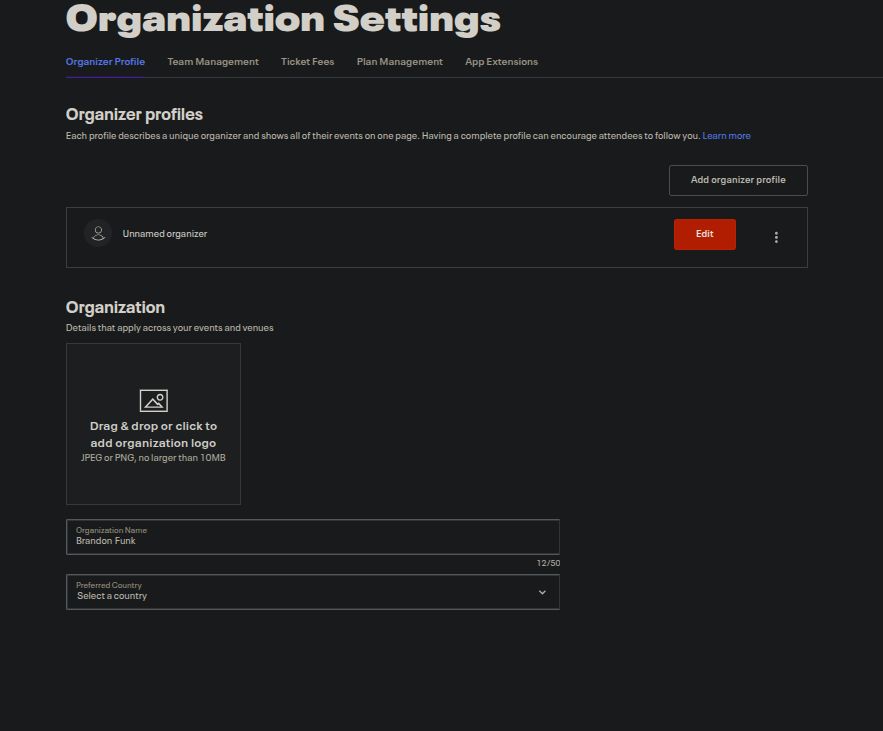 Organization Settings
Organizer Profile Team Management Ticket Fees Plan Management App Extensions
Organizer profiles
Each profile describes a unique organizer and shows all of their events on one page. Having a complete profile can encourage attendees to follow you. Learn more
Add organizer profile
Unnamed organizer Edit
Organization
Details that apply across your events and venues
Drag & drop or click to
add organization logo
JPEG or PNG, no larger than 10MB
Organization Name
Brandon Funk
12/50
Preferred Country
Select a country